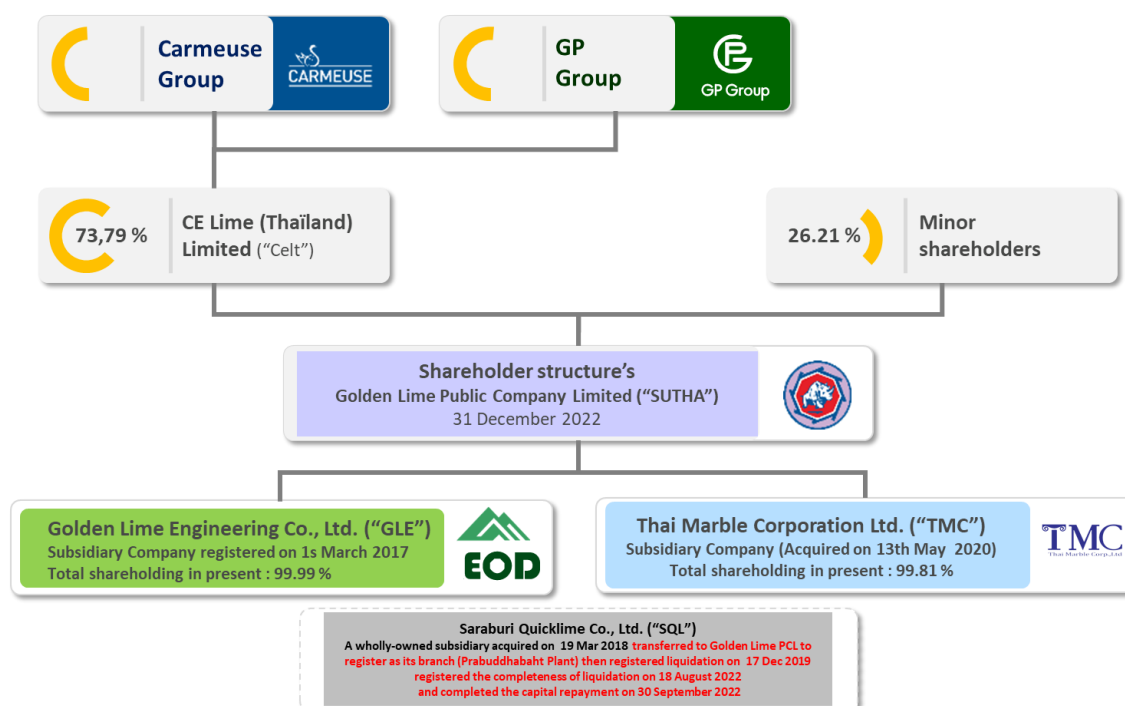 Carmeuse
Group
CARMEUSE
GP
Group
GP Group
73,79 %
CE Lime (Thaïland)
Limited (“Celt”)
26.21 %
Minor
shareholders
Shareholder structure’s
Golden Lime Public Company Limited (“SUTHA”)
31 December 2022
Golden Lime Engineering Co., Ltd. (“GLE”)
Subsidiary Company registered on 1s March 2017
Total shareholding in present : 99.99 %
EOD
Thai Marble Corporation Ltd. (“TMC”)
Subsidiary Company (Acquired on 13th May 2020)
Total shareholding in present : 99.81 %
TMC
Thai Marble Corp.,Ltd
Saraburi Quicklime Co., Ltd. (“SQL”)
A wholly-owned subsidiary acquired on 19 Mar 2018 transferred to Golden Lime PCL to
register as its branch (Prabuddhabaht Plant) then registered liquidation on 17 Dec 2019
registered the completeness of liquidation on 18 August 2022
and completed the capital repayment on 30 September 2022